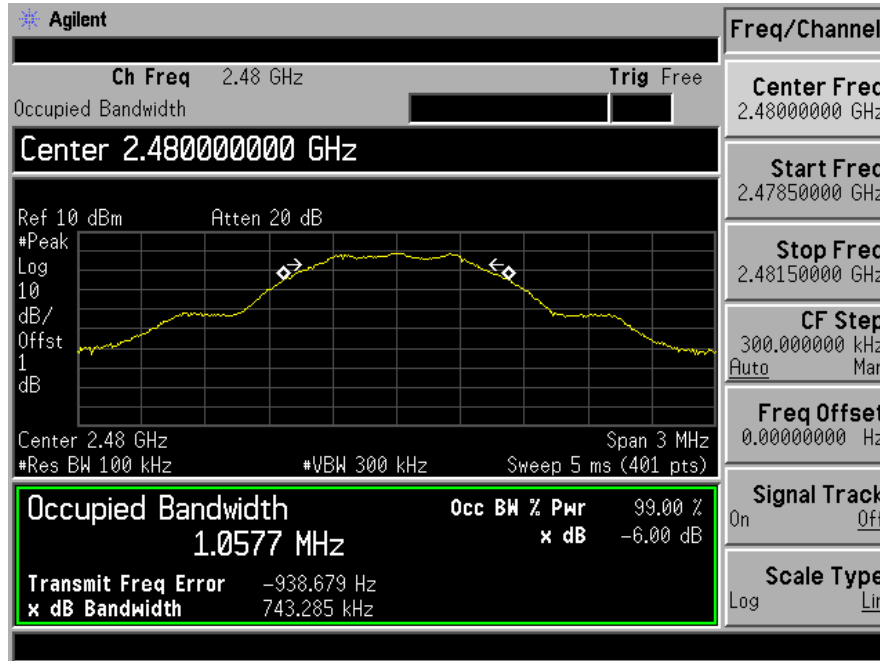 Agilent
Freq/Channel
Ch Freq 2.48 GHz Trig Free
Occupied Bandwidth
Center 2.480000000 GHz
Ref 10 dBm Atten 20 dB
#Peak
Log
10
dB/
Offst
1
dB
Center 2.48 GHz Span 3 MHz
#Res BW 100 kHz #VBW 300 kHz Sweep 5 ms (401 pts)
Occupied Bandwidth
1.0577 MHz
Occ BW % Pwr 99.00 %
x dB -6.00 dB
Transmit Freq Error -938.679 Hz
x dB Bandwidth 743.285 kHz
Center Freq
2.48000000 GHz
Start Freq
2.47850000 GHz
Stop Freq
2.48150000 GHz
CF Step
300.000000 kHz
Auto Man
Freq Offset
0.00000000 Hz
Signal Track
On Off
Scale Type
Log Lin